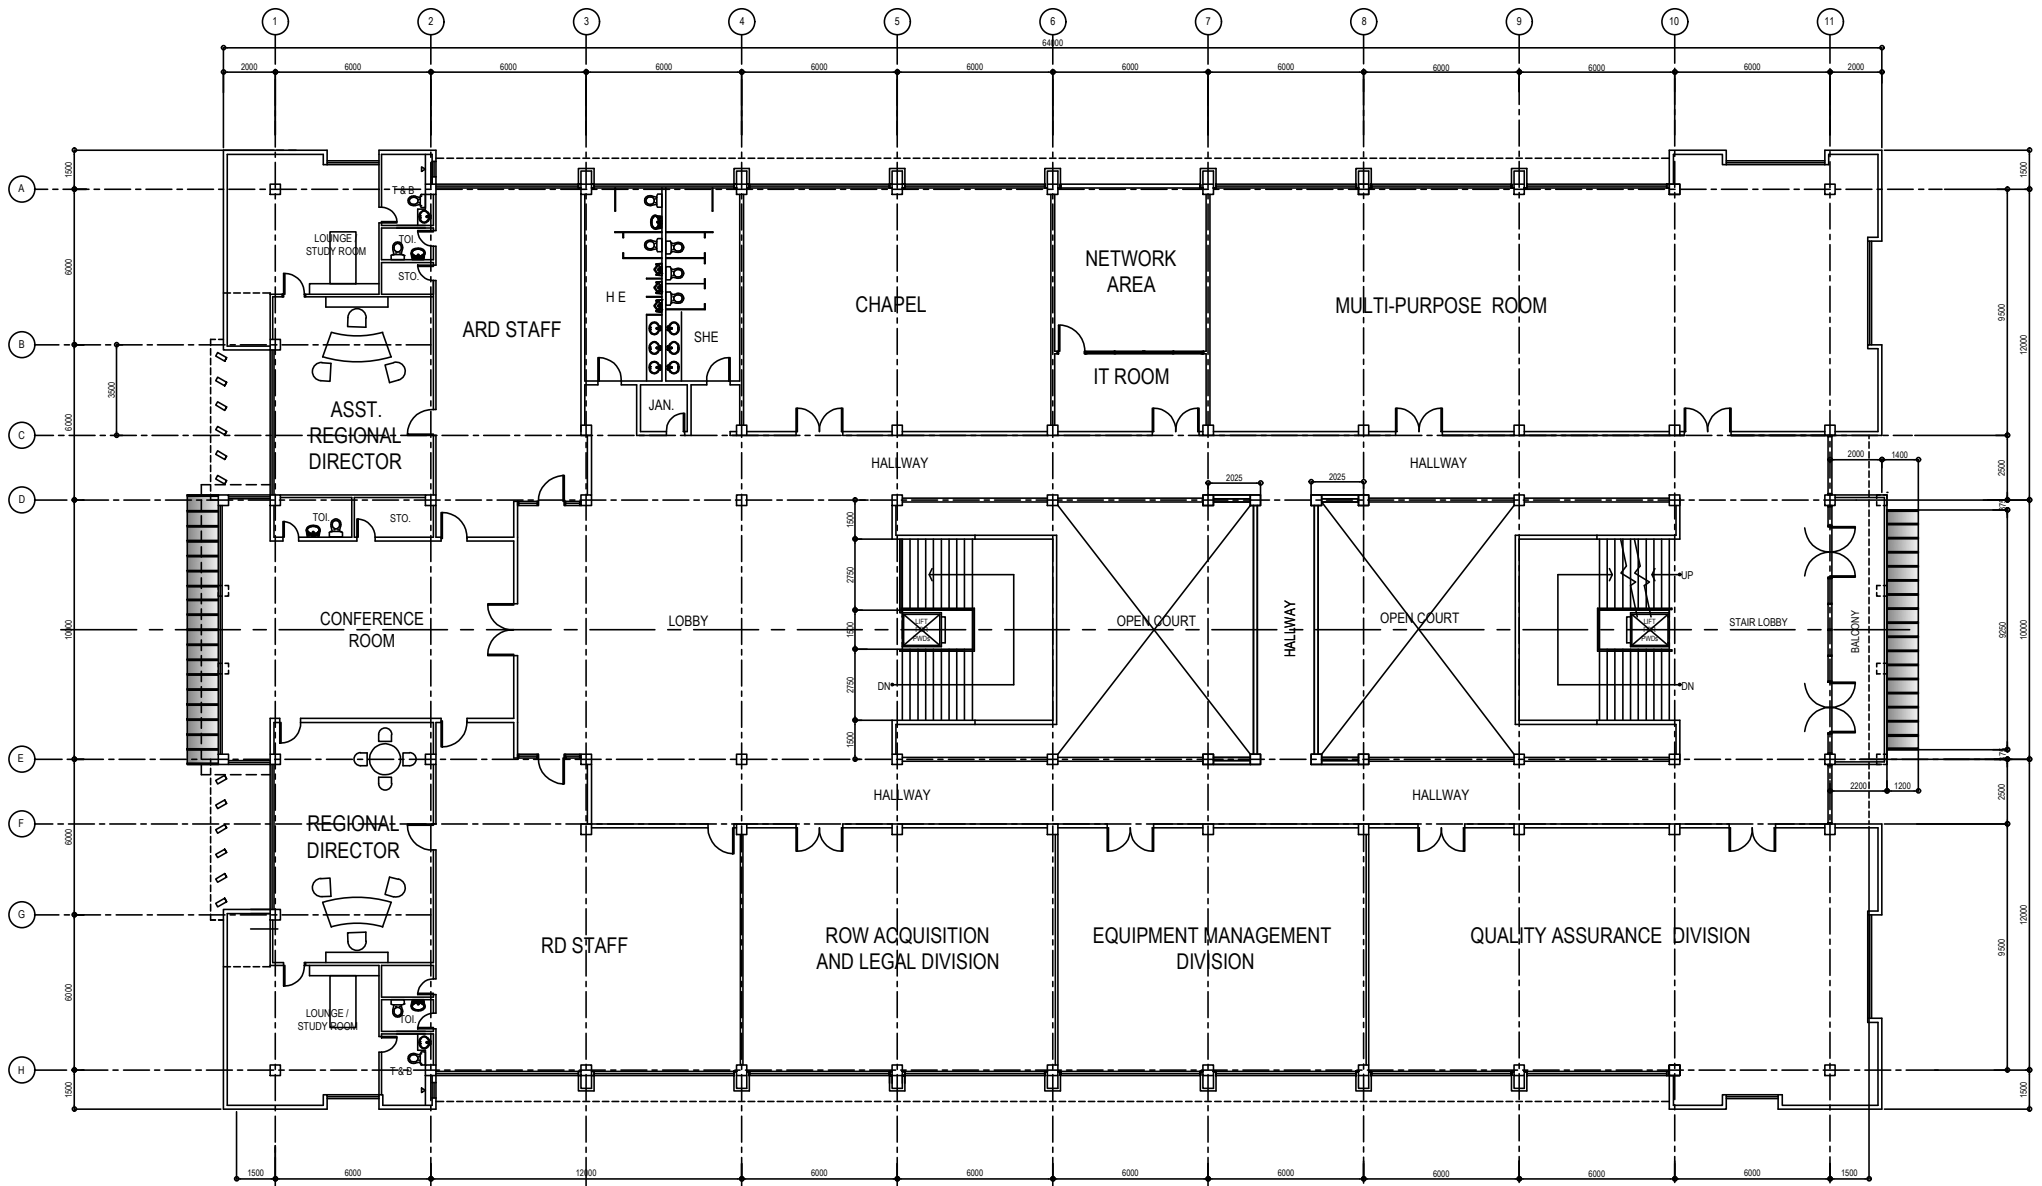 1 2 3 4 5 6 7 8 9 10 11
64000
2000 6000 6000 6000 6000 6000 6000 6000 6000 6000 6000 2000
A
B
C
D
E
F
G
H
1500
6000
3500
6000
10000
6000
6000
1500
T & B
LOUNGE /
STUDY ROOM
TOI.
STO.
ASST.
REGIONAL
DIRECTOR
ARD STAFF
H E
SHE
JAN.
CHAPEL
NETWORK
AREA
IT ROOM
MULTI-PURPOSE ROOM
1500
9500
12000
2500
HALLWAY
HALLWAY
2025
2025
2000
1400
TOI.
STO.
CONFERENCE
ROOM
LOBBY
1500
2750
1500
2750
1500
LIFT
PWDs
DN
OPEN COURT
HALLWAY
OPEN COURT
LIFT
PWDs
UP
DN
STAIR LOBBY
BALCONY
9250
10000
HALLWAY
HALLWAY
2200
1200
2500
REGIONAL
DIRECTOR
RD STAFF
ROW ACQUISITION
AND LEGAL DIVISION
EQUIPMENT MANAGEMENT
DIVISION
QUALITY ASSURANCE DIVISION
12000
9500
1500
LOUNGE /
STUDY ROOM
TOI.
T & B
1500 6000 12000 6000 6000 6000 6000 6000 6000 6000 1500